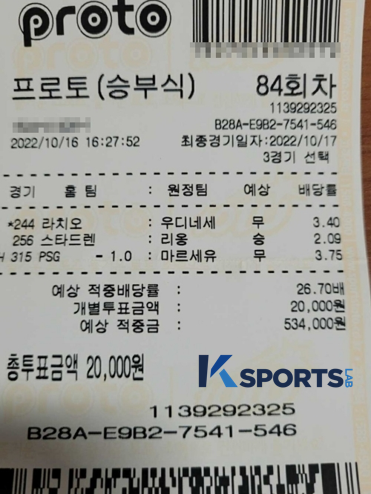 proto
프로토(승부식) 84회차
1139292325
B28A-E9B2-7541-546
2022/10/16 16:27:52 최종경기일자:2022/10/17
3경기 선택
경기 홈팀 : 원정팀 예상 배당률
*244 라치오 : 우디네세 무 3.40
256 스타드렌 : 리옹 승 2.09
H 315 PSG - 1.0 : 마르세유 무 3.75
예상 적중배당률 : 26.70배
개별투표금액 : 20,000원
예상 적중금 : 534,000원
총투표금액 20,000원
K SPORTS LAB
1139292325
B28A-E9B2-7541-546